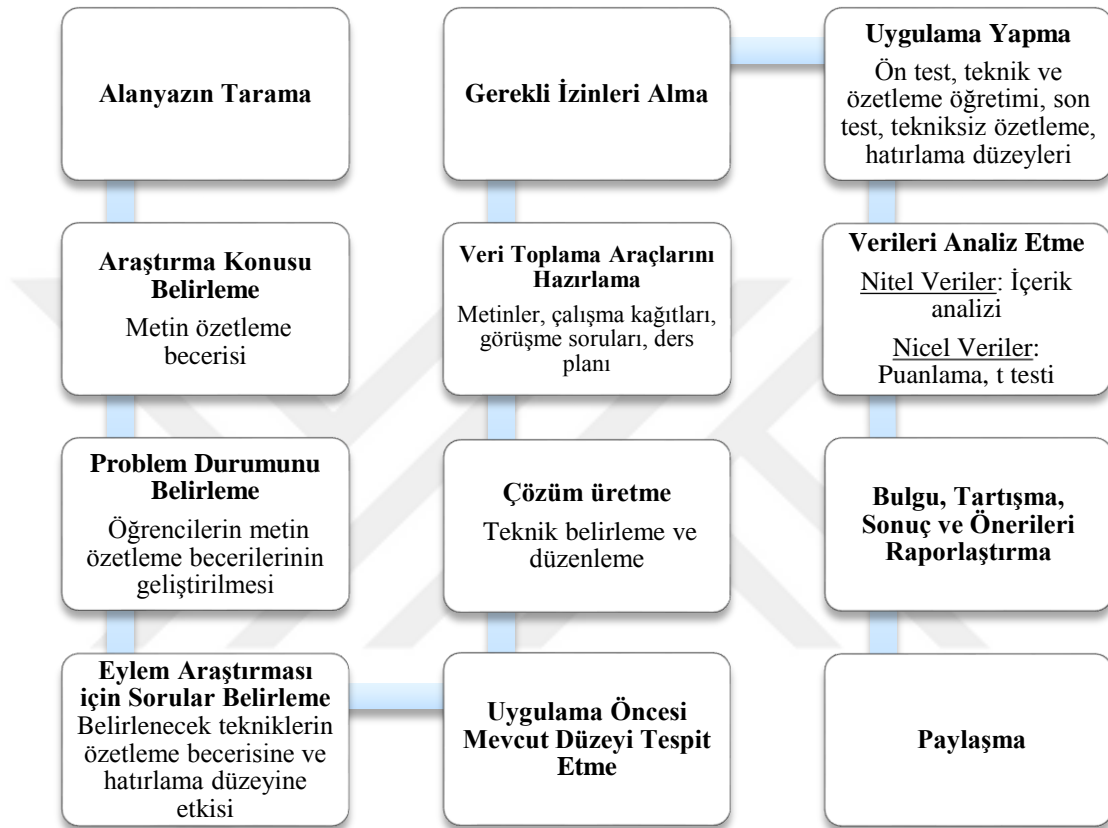 Alanyazın Tarama
Araştırma Konusu
Belirleme
Metin özetleme
becerisi
Problem Durumunu
Belirleme
Öğrencilerin metin
özetleme becerilerinin
geliştirilmesi
Eylem Araştırması
için Sorular Belirleme
Belirlenecek tekniklerin
özetleme becerisine ve
hatırlama düzeyine
etkisi
Uygulama Öncesi
Mevcut Düzeyi Tespit
Etme
Çözüm üretme
Teknik belirleme ve
düzenleme
Veri Toplama Araçlarını
Hazırlama
Metinler, çalışma kağıtları,
görüşme soruları, ders
planı
Gerekli İzinleri Alma
Uygulama Yapma
Ön test, teknik ve
özetleme öğretimi, son
test, tekniksiz özetleme,
hatırlama düzeyleri
Verileri Analiz Etme
Nitel Veriler: İçerik
analizi
Nicel Veriler:
Puanlama, t testi
Bulgu, Tartışma,
Sonuç ve Önerileri
Raporlaştırma
Paylaşma